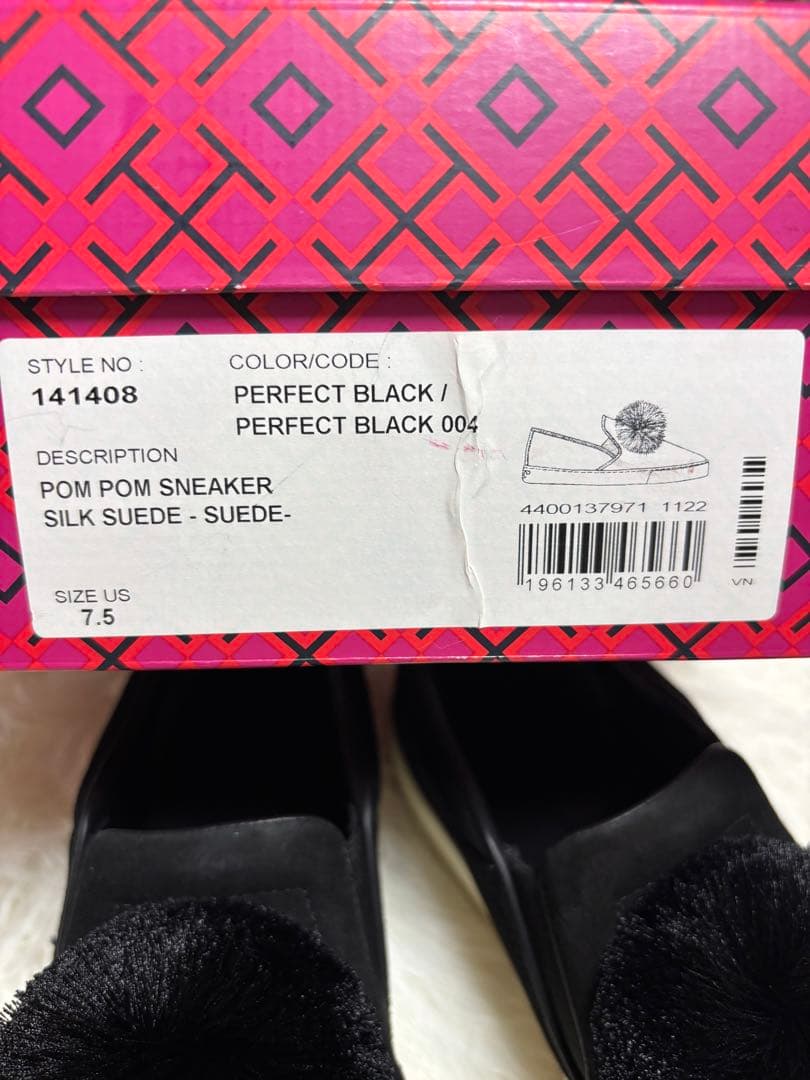 STYLE NO :
141408
COLOR/CODE :
PERFECT BLACK /
PERFECT BLACK 004
DESCRIPTION
POM POM SNEAKER
SILK SUEDE - SUEDE-
SIZE US
7.5
4400137971 1122
196133 465660
VN